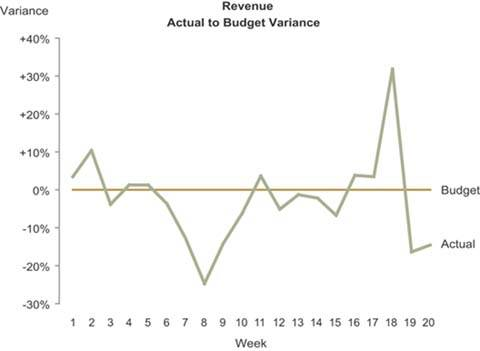 Variance
Revenue
Actual to Budget Variance
+40%
+30%
+20%
+10%
0%
-10%
-20%
-30%
Budget
Actual
1 2 3 4 5 6 7 8 9 10 11 12 13 14 15 16 17 18 19 20
Week